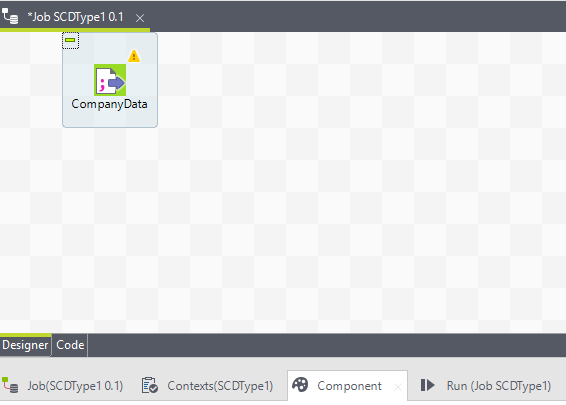 *Job SCDType1 0.1
CompanyData
Designer Code
Job(SCDType1 0.1) Contexts(SCDType1) Component Run (Job SCDType1)